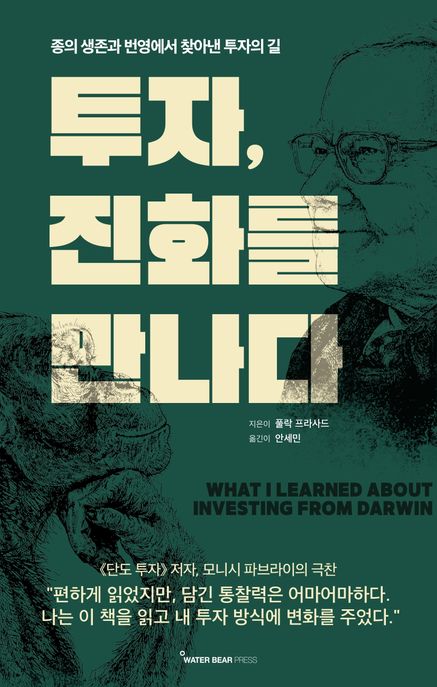 종의 생존과 번영에서 찾아낸 투자의 길
투자,
진화를
만나다
지은이 풀락 프라사드
옮긴이 안세민
WHAT I LEARNED ABOUT
INVESTING FROM DARWIN
《단도 투자》 저자, 모니시 파브라이의 극찬
"편하게 읽었지만, 담긴 통찰력은 어마어마하다.
나는 이 책을 읽고 내 투자 방식에 변화를 주었다."
WATER BEAR PRESS